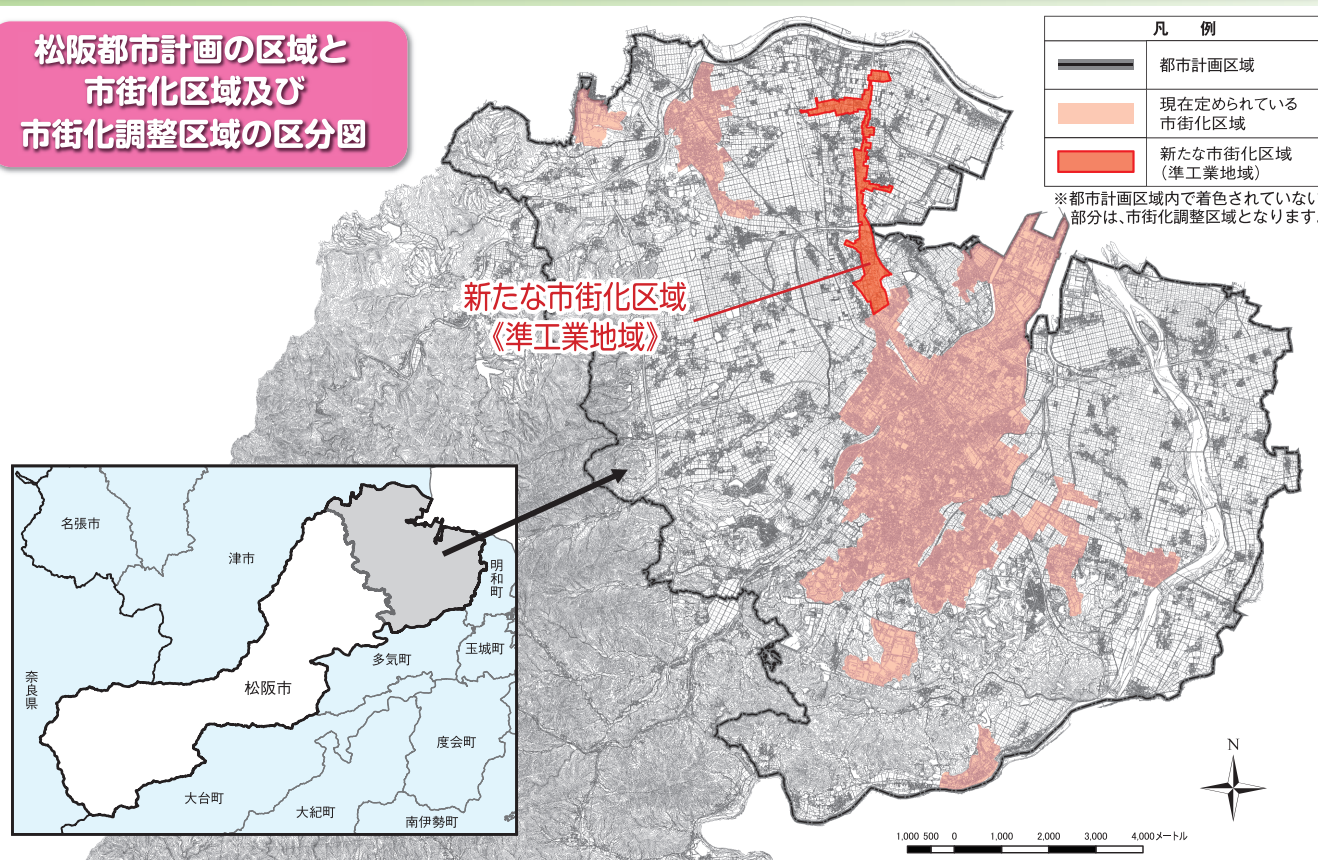 松阪都市計画の区域と
市街化区域及び
市街化調整区域の区分図
凡 例
都市計画区域
現在定められている
市街化区域
新たな市街化区域
(準工業地域)
※都市計画区域内で着色されていない
部分は、市街化調整区域となります。
新たな市街化区域
《準工業地域》
名張市
津市
明和町
玉城町
多気町
松阪市
奈良県
度会町
大台町
大紀町
南伊勢町
N
1,000 500 0 1,000 2,000 3,000 4,000メートル